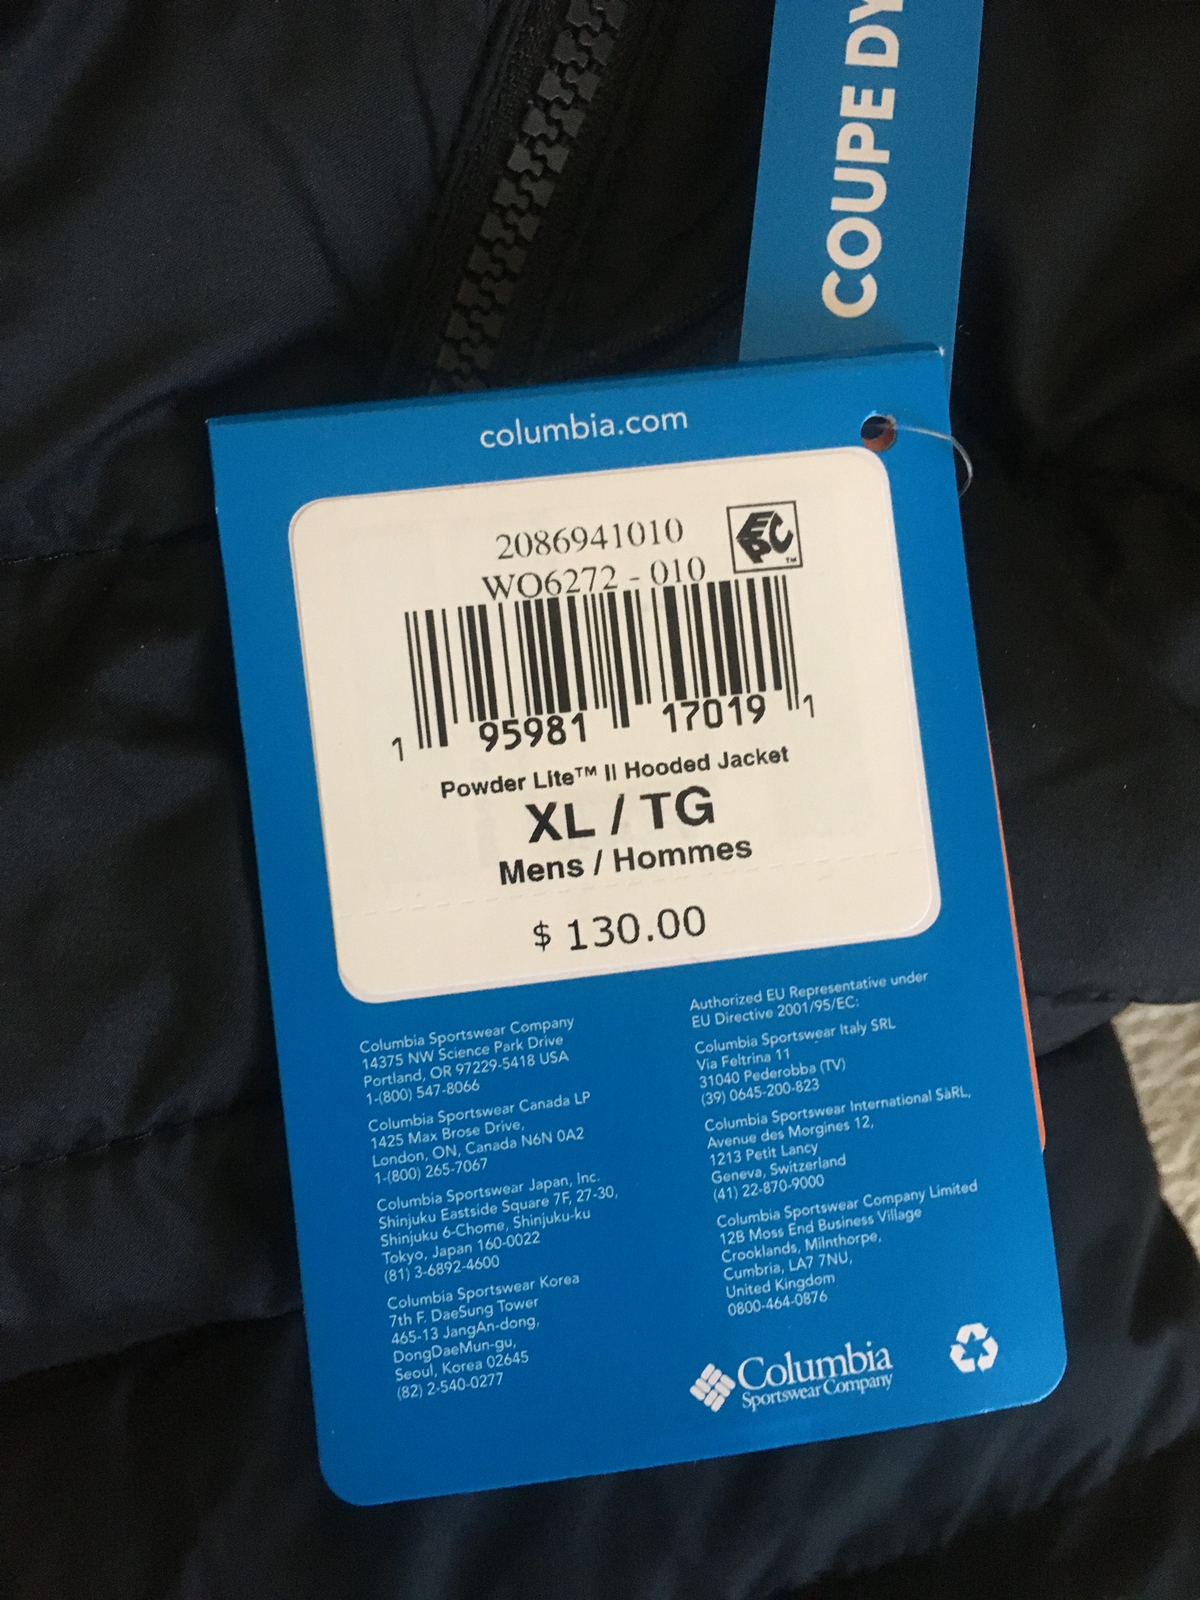 COUPE DY
columbia.com
2086941010
WO6272 - 010
EPC
TM
1 95981 17019 1
Powder Lite™ II Hooded Jacket
XL / TG
Mens / Hommes
$ 130.00
Columbia Sportswear Company
14375 NW Science Park Drive
Portland, OR 97229-5418 USA
1-(800) 547-8066
Columbia Sportswear Canada LP
1425 Max Brose Drive,
London, ON, Canada N6N 0A2
1-(800) 265-7067
Columbia Sportswear Japan, Inc.
Shinjuku Eastside Square 7F, 27-30,
Shinjuku 6-Chome, Shinjuku-ku
Tokyo, Japan 160-0022
(81) 3-6892-4600
Columbia Sportswear Korea
7th F. DaeSung Tower
465-13 JangAn-dong,
DongDaeMun-gu,
Seoul, Korea 02645
(82) 2-540-0277
Authorized EU Representative under
EU Directive 2001/95/EC:
Columbia Sportswear Italy SRL
Via Feltrina 11
31040 Pederobba (TV)
(39) 0645-200-823
Columbia Sportswear International SàRL,
Avenue des Morgines 12,
1213 Petit Lancy
Geneva, Switzerland
(41) 22-870-9000
Columbia Sportswear Company Limited
12B Moss End Business Village
Crooklands, Milnthorpe,
Cumbria, LA7 7NU,
United Kingdom
0800-464-0876
Columbia
Sportswear Company